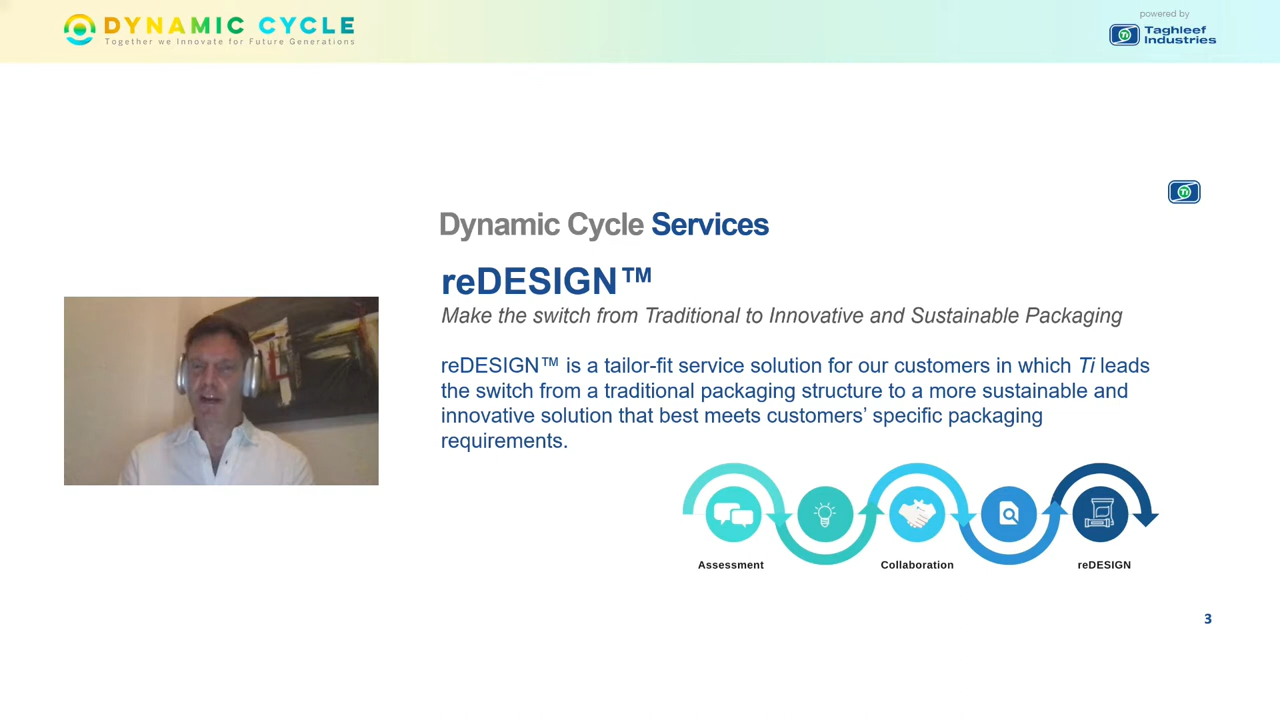 DYNAMIC CYCLE
Together we Innovate for Future Generations
powered by
Ti
Taghleef
Industries
Ti
Dynamic Cycle Services
reDESIGN™
Make the switch from Traditional to Innovative and Sustainable Packaging
reDESIGN™ is a tailor-fit service solution for our customers in which Ti leads
the switch from a traditional packaging structure to a more sustainable and
innovative solution that best meets customers’ specific packaging
requirements.
Assessment
Collaboration
reDESIGN
3